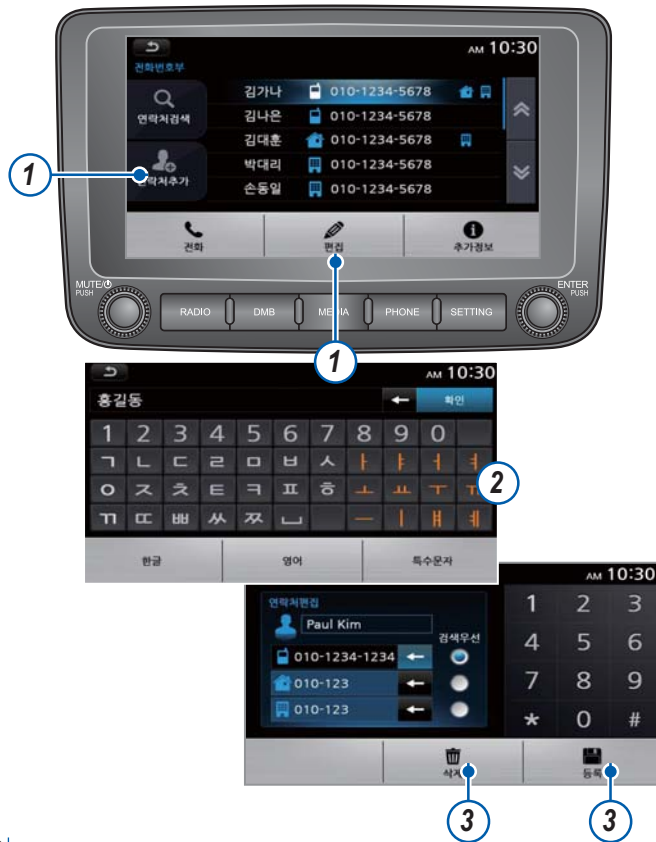 AM 10:30
전화번호부
김가나 010-1234-5678
연락처검색
김나은 010-1234-5678
김대훈 010-1234-5678
박대리 010-1234-5678
연락처추가
손동일 010-1234-5678
1
전화 편집 추가정보
MUTE/
PUSH
ENTER
PUSH
RADIO DMB MEDIA PHONE SETTING
1
AM 10:30
홍길동 확인
1 2 3 4 5 6 7 8 9 0
ㄱ ㄴ ㄷ ㄹ ㅁ ㅂ ㅅ ㅏ ㅑ ㅓ ㅕ
ㅇ ㅈ ㅊ ㅌ ㅋ ㅍ ㅎ ㅗ ㅛ ㅜ ㅠ
ㄲ ㄸ ㅃ ㅆ ㅉ ㅡ ㅣ ㅒ ㅖ
2
한글 영어 특수문자
AM 10:30
연락처편집
Paul Kim
검색우선
010-1234-1234
010-123
010-123
1 2 3
4 5 6
7 8 9
* 0 #
삭제 등록
3 3